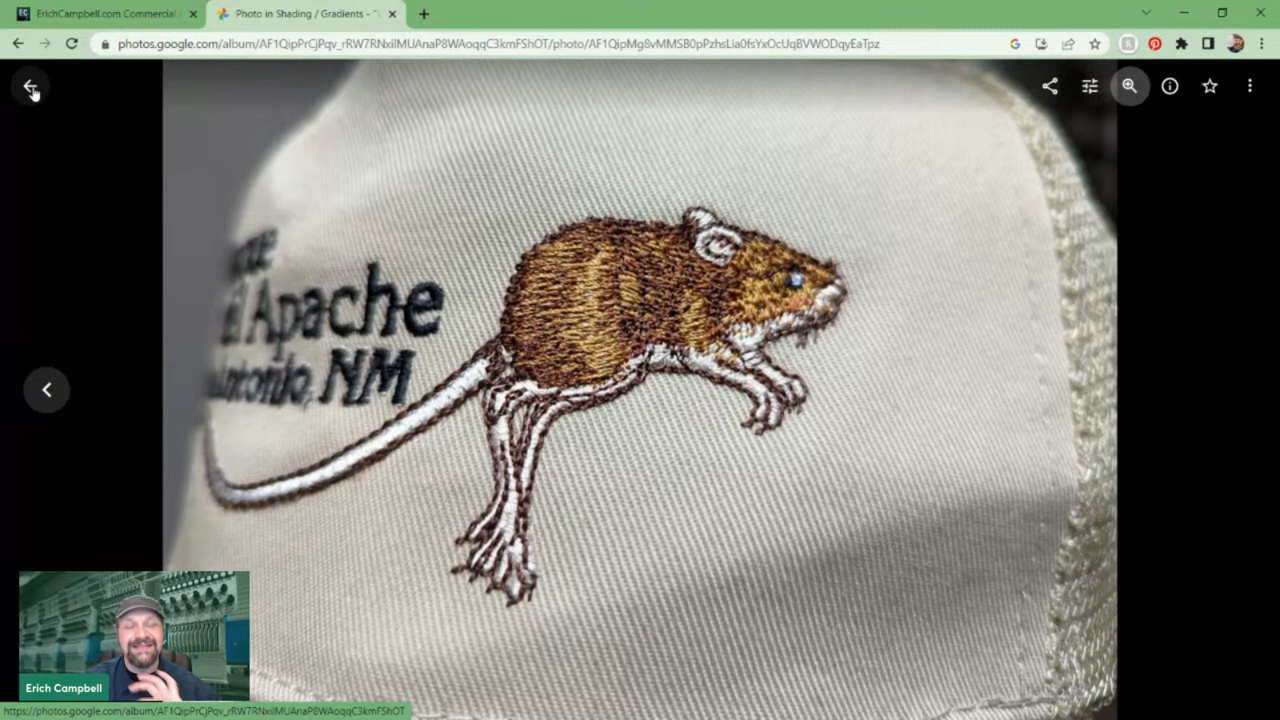 ErichCampbell.com Commercial
Photo in Shading / Gradients - "
photos.google.com/album/AF1QipPrCjPqv_rRW7RNxilMUAnaP8WAoqqC3kmFShOT/photo/AF1QipMg8vMMSB0pPzhsLia0fsYxOcUqBVWODqyEaTpz
Apache
NM
Erich Campbell
https://photos.google.com/album/AF1QipPrCjPqv_rRW7RNxilMUAnaP8WAoqqC3kmFShOT